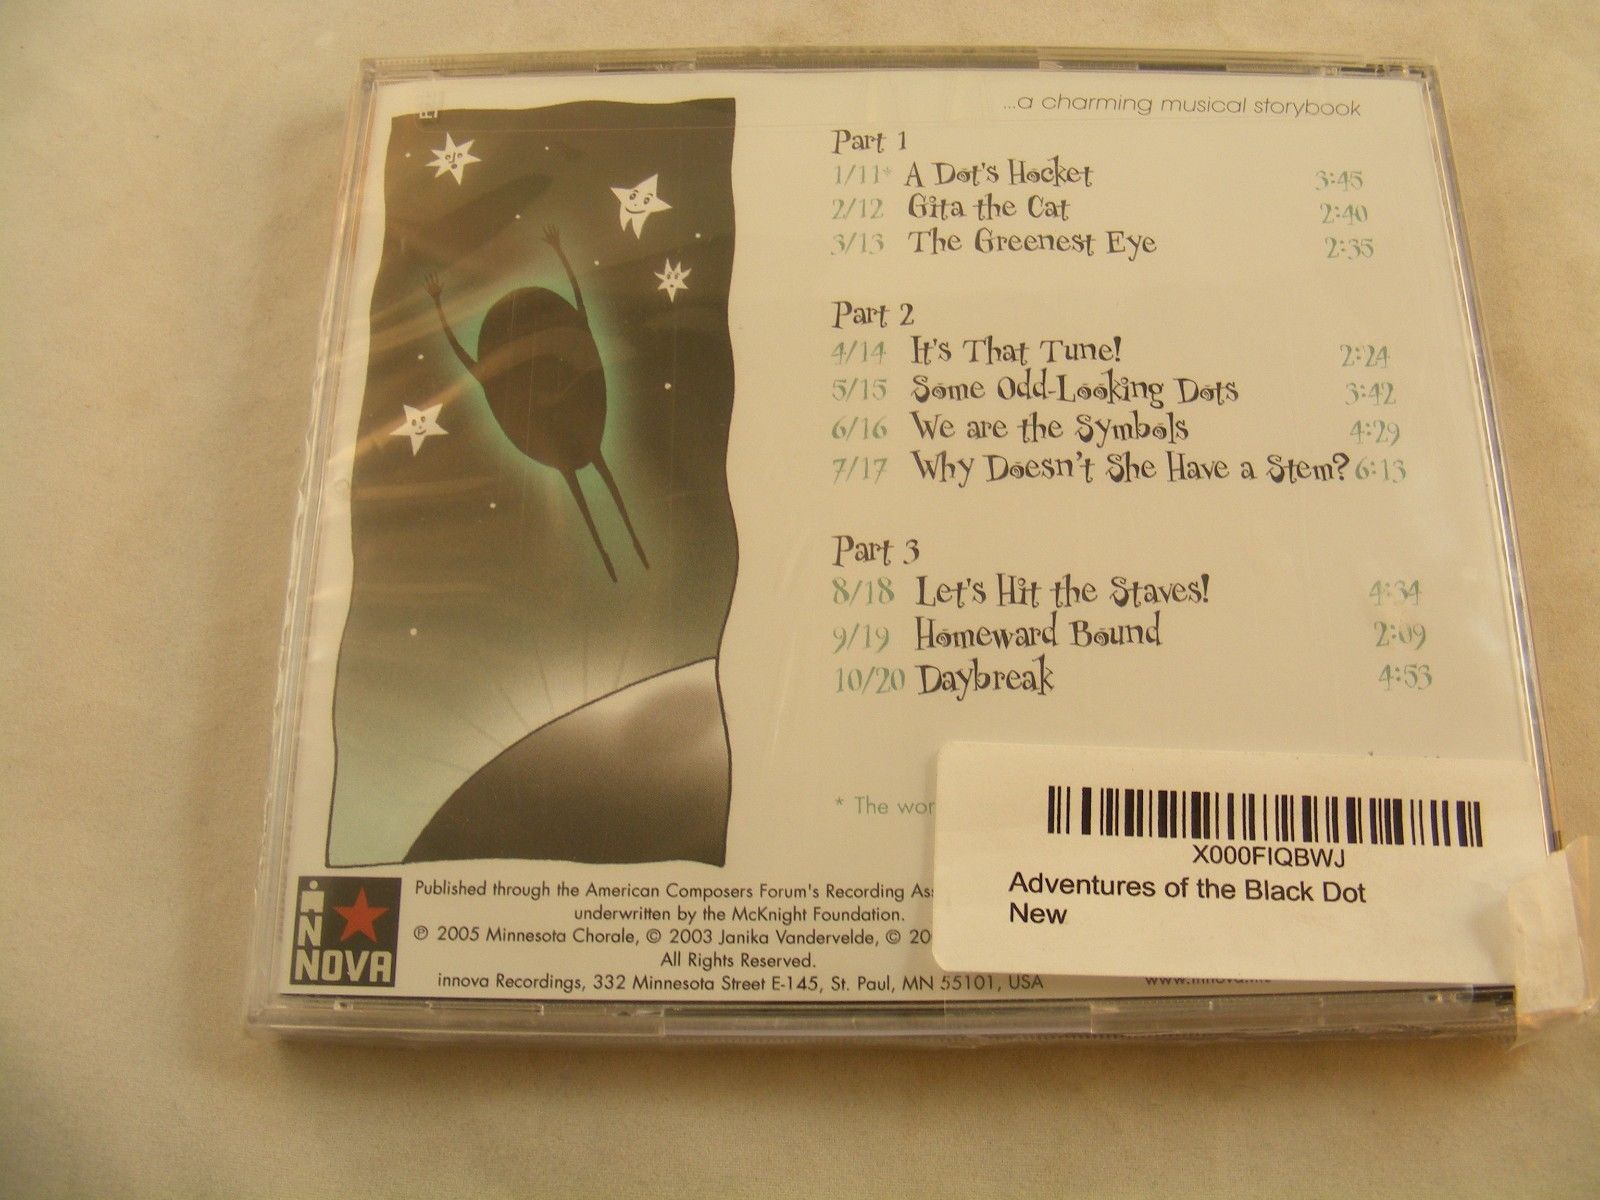 ...a charming musical storybook
Part 1
1/11* A Dot's Hocket 3:45
2/12 Gita the Cat 2:40
3/13 The Greenest Eye 2:35
Part 2
4/14 It's That Tune! 2:24
5/15 Some Odd-Looking Dots 3:42
6/16 We are the Symbols 4:29
7/17 Why Doesn't She Have a Stem? 6:13
Part 3
8/18 Let's Hit the Staves! 4:34
9/19 Homeward Bound 2:09
10/20 Daybreak 4:53
* The
X000FIQBWJ
Adventures of the Black Dot
New
iNNOVA
Published through the American Composers Forum's Recording
underwritten by the McKnight Foundation.
℗ 2005 Minnesota Chorale, © 2003 Janika Vandervelde, © 20
All Rights Reserved.
innova Recordings, 332 Minnesota Street E-145, St. Paul, MN 55101, USA